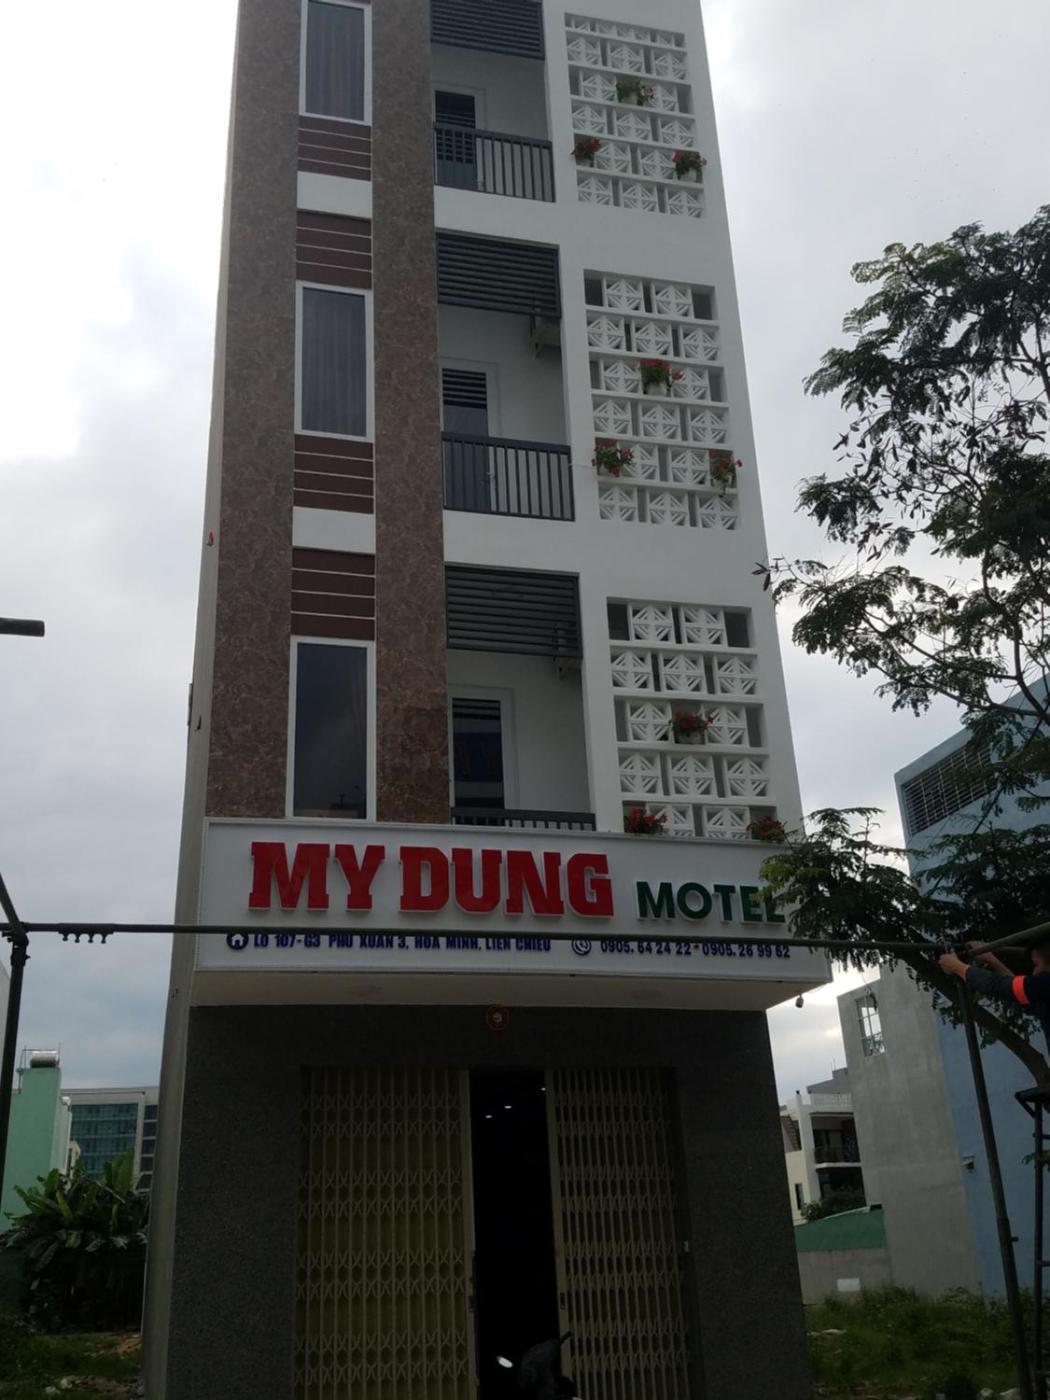 MY DUNG MOTEL
LÔ 107-G3 PHÚ XUÂN 3, HÒA MINH, LIÊN CHIỂU 0905. 64 24 22 * 0905. 26 99 62